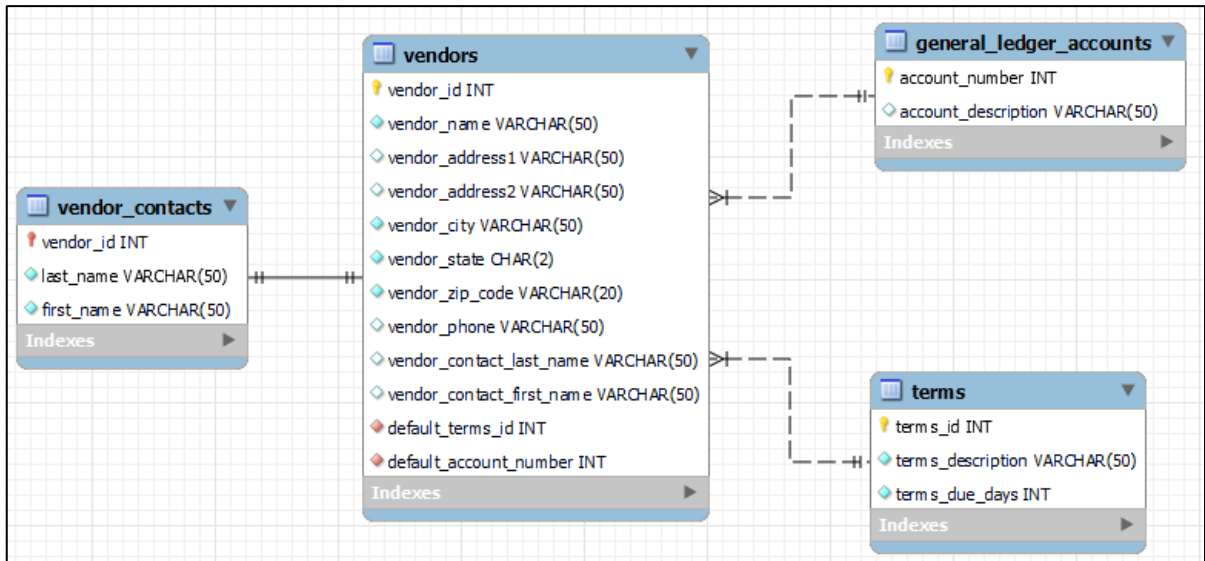 vendor_contacts
vendor_id INT
last_name VARCHAR(50)
first_name VARCHAR(50)
Indexes
vendors
vendor_id INT
vendor_name VARCHAR(50)
vendor_address1 VARCHAR(50)
vendor_address2 VARCHAR(50)
vendor_city VARCHAR(50)
vendor_state CHAR(2)
vendor_zip_code VARCHAR(20)
vendor_phone VARCHAR(50)
vendor_contact_last_name VARCHAR(50)
vendor_contact_first_name VARCHAR(50)
default_terms_id INT
default_account_number INT
Indexes
general_ledger_accounts
account_number INT
account_description VARCHAR(50)
Indexes
terms
terms_id INT
terms_description VARCHAR(50)
terms_due_days INT
Indexes